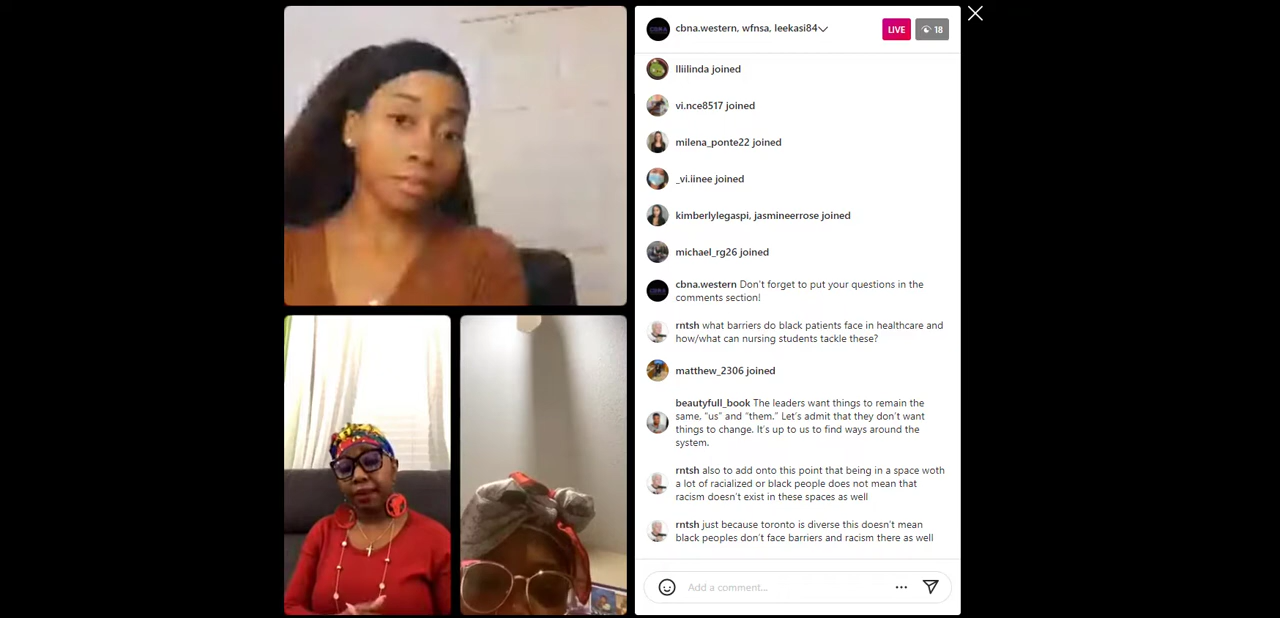 cbna.western, wfnsa, leekasi84
LIVE
18
lliilinda joined
vi.nce8517 joined
milena_ponte22 joined
_vi.iinee joined
kimberlylegaspi, jasmineerrose joined
michael_rg26 joined
cbna.western Don't forget to put your questions in the
comments section!
rntsh what barriers do black patients face in healthcare and
how/what can nursing students tackle these?
matthew_2306 joined
beautyfull_book The leaders want things to remain the
same, "us" and "them." Let's admit that they don't want
things to change. It's up to us to find ways around the
system.
rntsh also to add onto this point that being in a space woth
a lot of racialized or black people does not mean that
racism doesn't exist in these spaces as well
rntsh just because toronto is diverse this doesn't mean
black peoples don't face barriers and racism there as well
Add a comment...